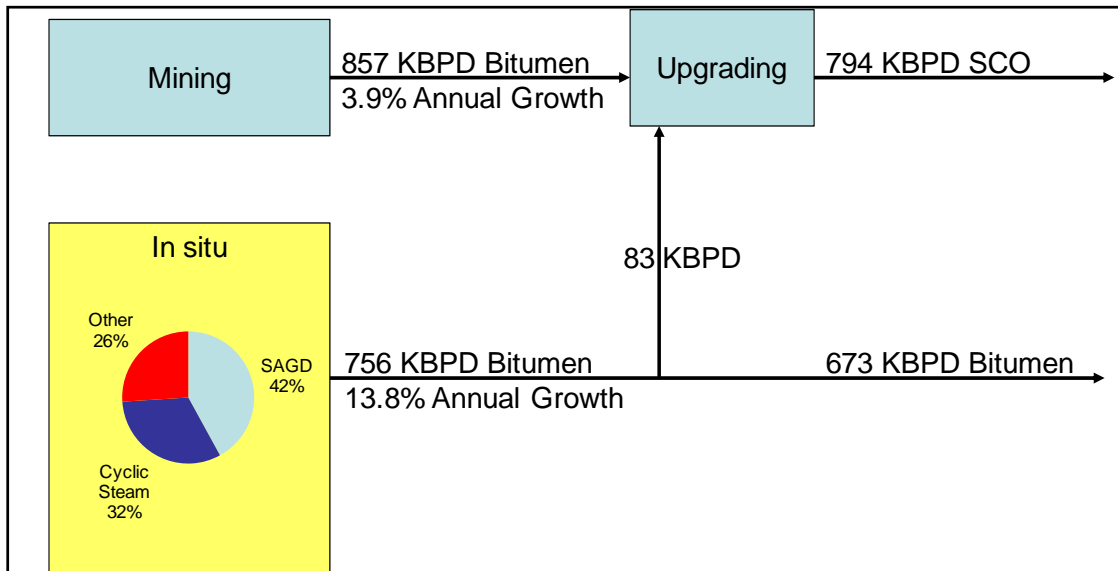 Mining
857 KBPD Bitumen
3.9% Annual Growth
Upgrading
794 KBPD SCO
83 KBPD
In situ
Other
26%
SAGD
42%
Cyclic
Steam
32%
756 KBPD Bitumen
13.8% Annual Growth
673 KBPD Bitumen